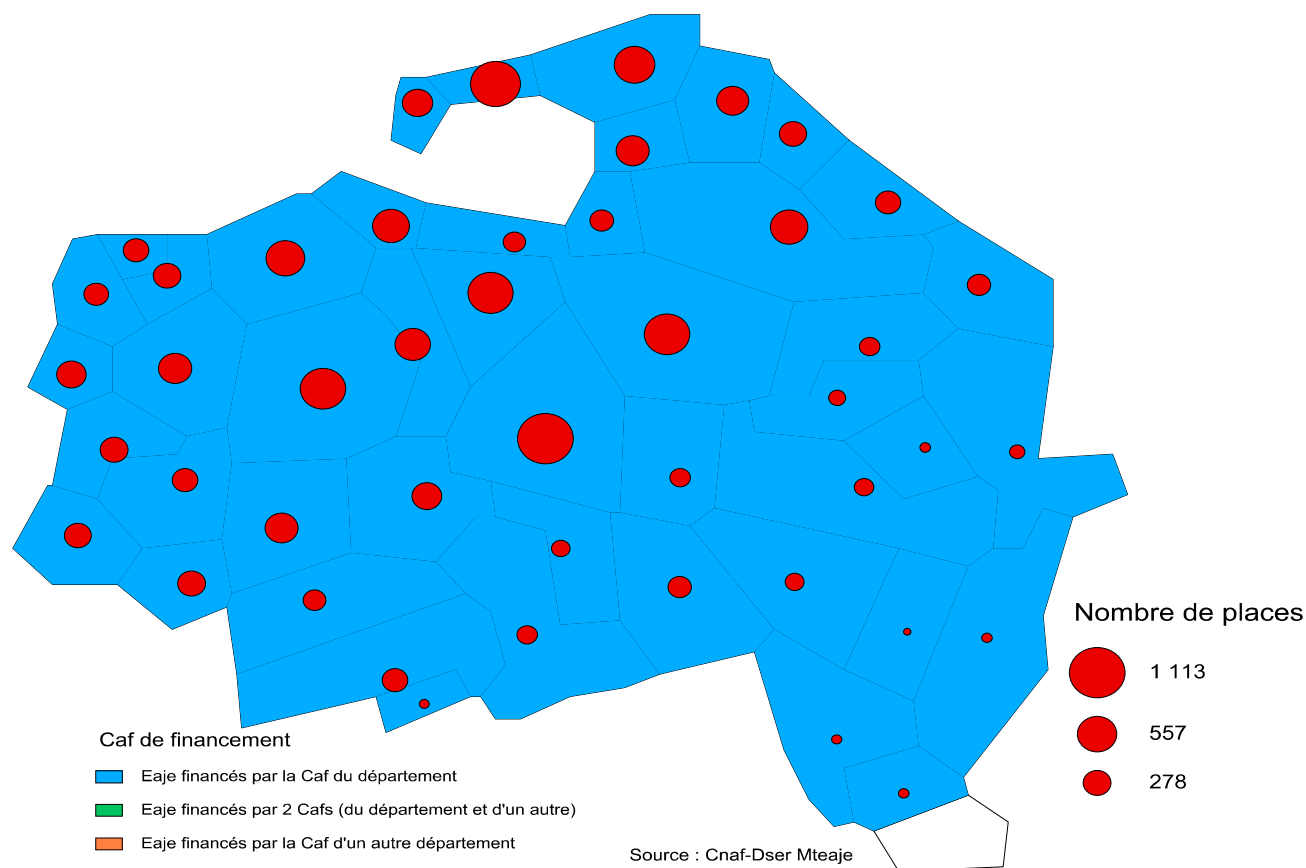 Nombre de places
1 113
557
278
Caf de financement
Eaje financés par la Caf du département
Eaje financés par 2 Cafs (du département et d'un autre)
Eaje financés par la Caf d'un autre département
Source : Cnaf-Dser Mteaje